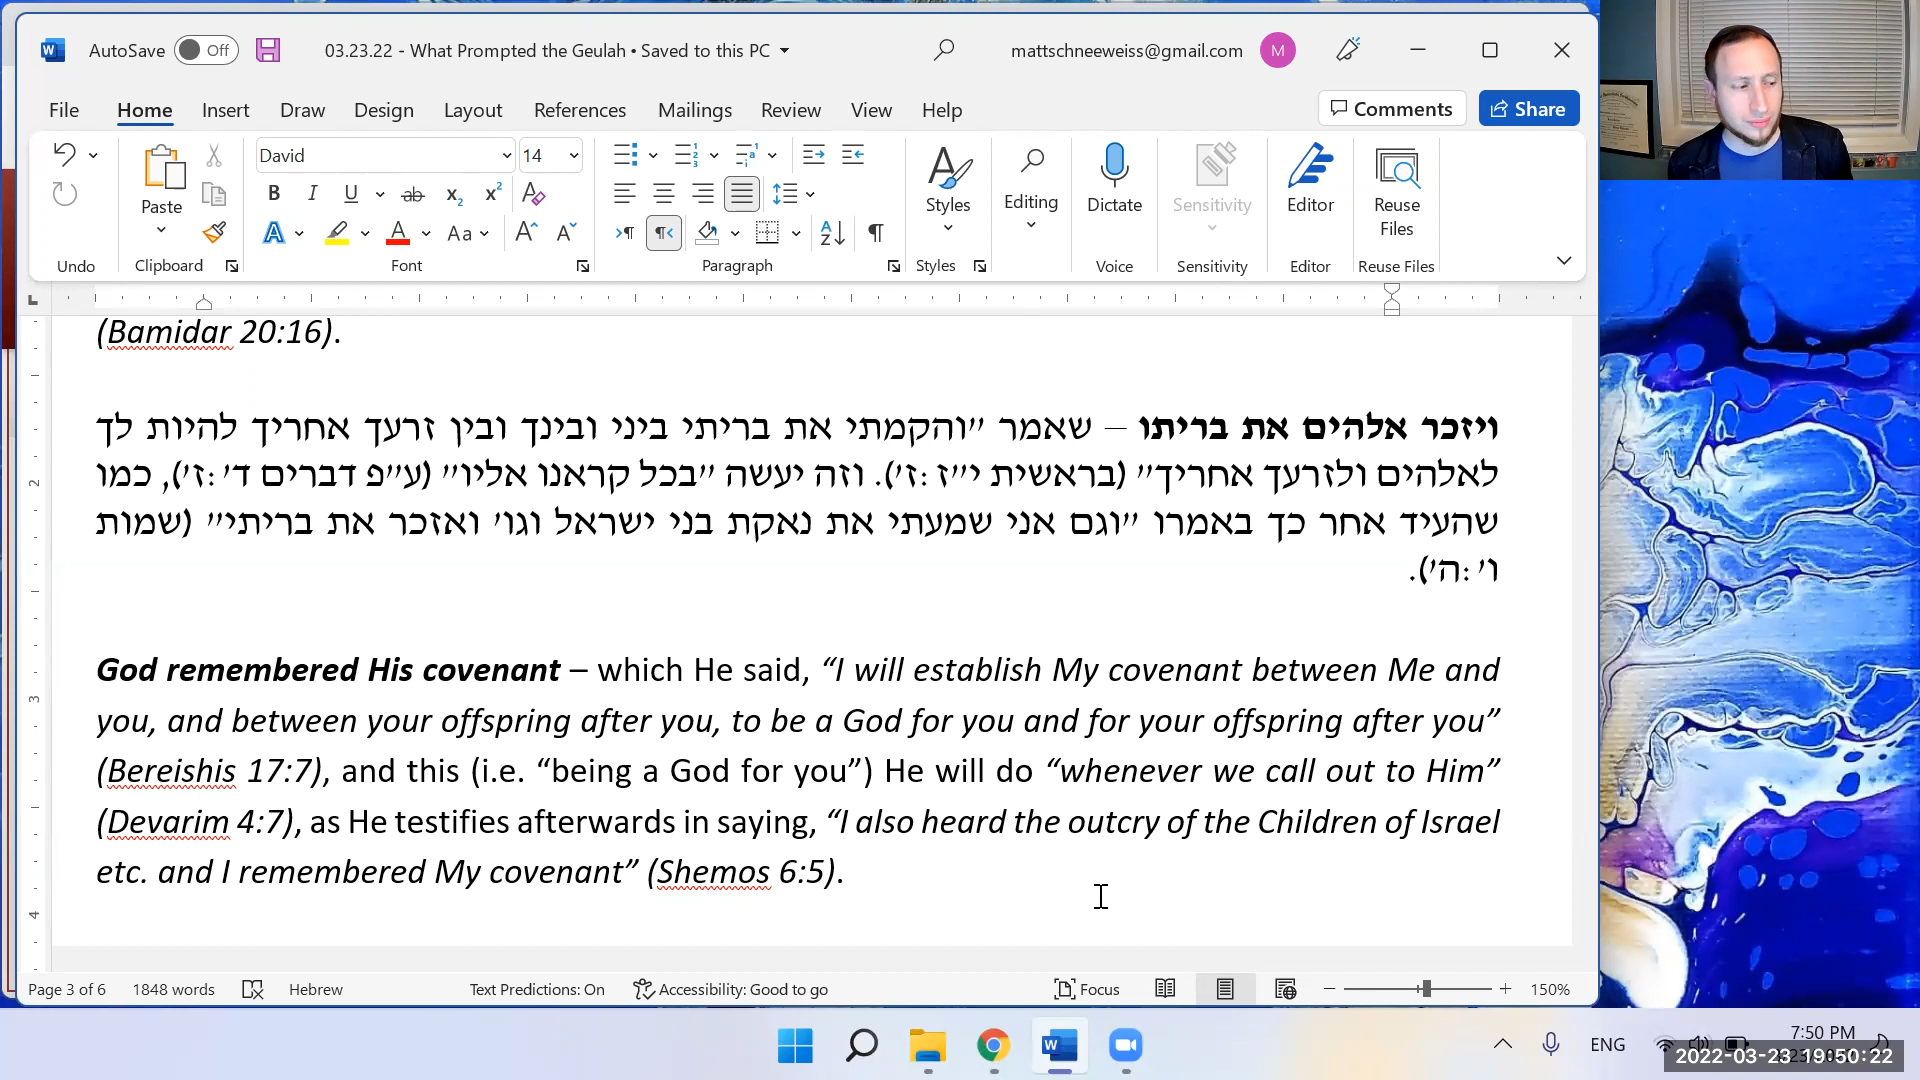 AutoSave Off 03.23.22 - What Prompted the Geulah • Saved to this PC mattschneeweiss@gmail.com M
File Home Insert Draw Design Layout References Mailings Review View Help Comments Share
David 14
Paste Styles Editing Dictate Sensitivity Editor Reuse Files
Undo Clipboard Font Paragraph Styles Voice Sensitivity Editor Reuse Files
(Bamidar 20:16).
ויזכר אלהים את בריתו – שאמר "והקמתי את בריתי ביני ובינך ובין זרעך אחריך להיות לך
לאלהים ולזרעך אחריך" (בראשית י"ז :ז'). וזה יעשה "בכל קראנו אליו" (ע"פ דברים ד' :ז'), כמו
שהעיד אחר כך באמרו "וגם אני שמעתי את נאקת בני ישראל וגו' ואזכר את בריתי" (שמות
ו' :ה').
God remembered His covenant – which He said, “I will establish My covenant between Me and
you, and between your offspring after you, to be a God for you and for your offspring after you”
(Bereishis 17:7), and this (i.e. “being a God for you”) He will do “whenever we call out to Him”
(Devarim 4:7), as He testifies afterwards in saying, “I also heard the outcry of the Children of Israel
etc. and I remembered My covenant” (Shemos 6:5).
2
3
4
Page 3 of 6 1848 words Hebrew Text Predictions: On Accessibility: Good to go Focus 150%
ENG 7:50 PM
2022-03-23 19:50:22